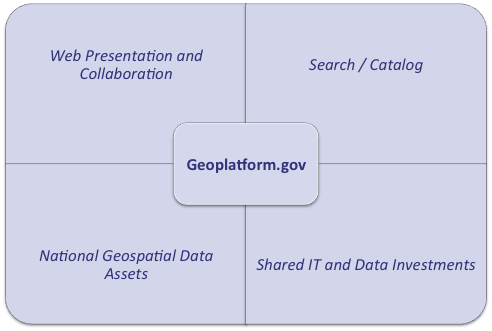 Web Presentation and
Collaboration
Search / Catalog
Geoplatform.gov
National Geospatial Data
Assets
Shared IT and Data Investments